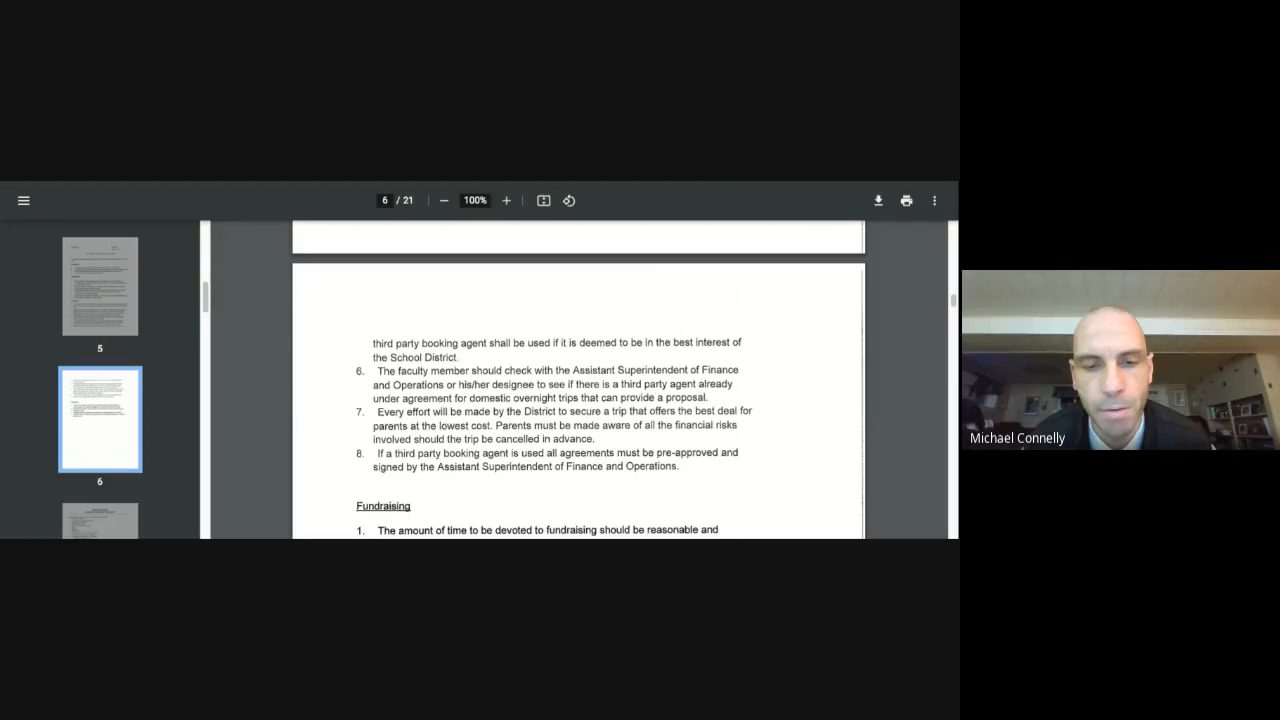 6 / 21
100%
5
6
third party booking agent shall be used if it is deemed to be in the best interest of
the School District.
6. The faculty member should check with the Assistant Superintendent of Finance
and Operations or his/her designee to see if there is a third party agent already
under agreement for domestic overnight trips that can provide a proposal.
7. Every effort will be made by the District to secure a trip that offers the best deal for
parents at the lowest cost. Parents must be made aware of all the financial risks
involved should the trip be cancelled in advance.
8. If a third party booking agent is used all agreements must be pre-approved and
signed by the Assistant Superintendent of Finance and Operations.
Fundraising
1. The amount of time to be devoted to fundraising should be reasonable and
Michael Connelly